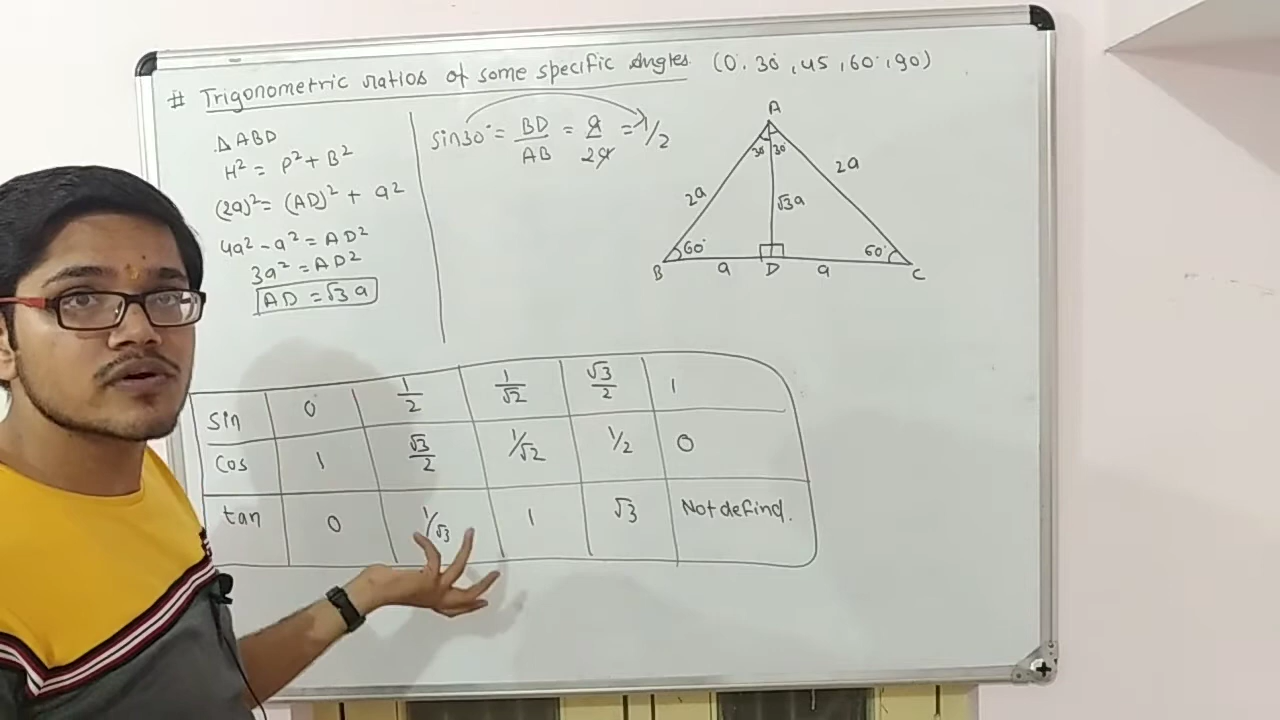 # Trigonometric ratios of some specific Angles (0°, 30°, 45, 60°, 90)
△ABD
H² = P² + B²
(2a)² = (AD)² + a²
4a² - a² = AD²
3a² = AD²
AD = √3 a
sin30° = BD/AB = a/2a = 1/2
A
30° 30°
2a 2a
√3a
60° 60°
B a D a C
sin 0 1/2 1/√2 √3/2 1
cos 1 √3/2 1/√2 1/2 0
tan 0 1/√3 1 √3 Not defind.